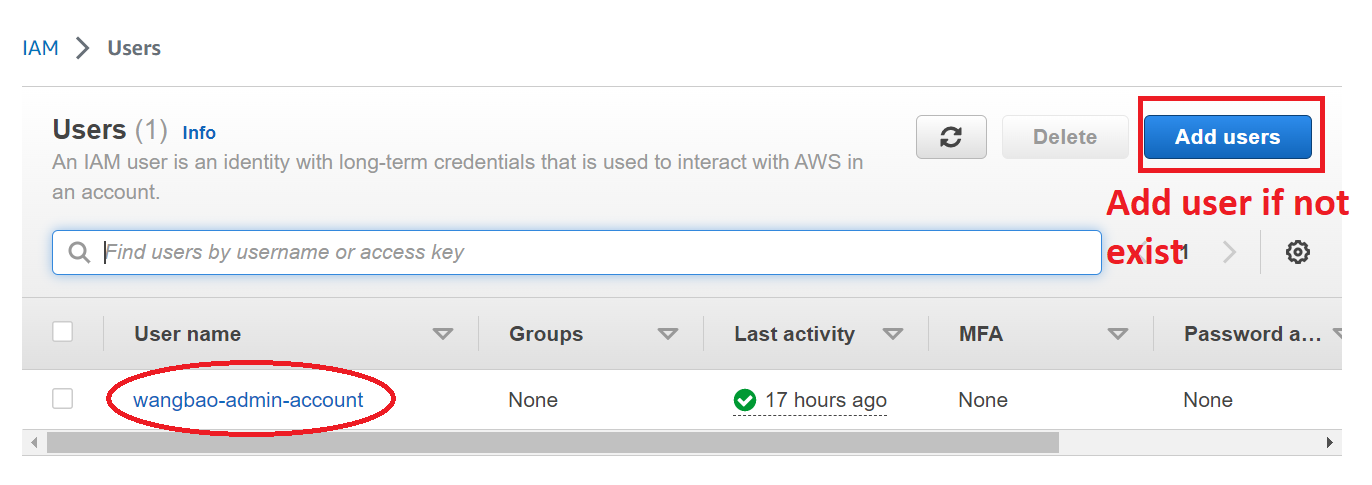 IAM > Users
Users (1) Info
Delete
Add users
An IAM user is an identity with long-term credentials that is used to interact with AWS in
an account.
Add user if not
exist
Find users by username or access key
1
User name
Groups
Last activity
MFA
Password a...
wangbao-admin-account
None
17 hours ago
None
None